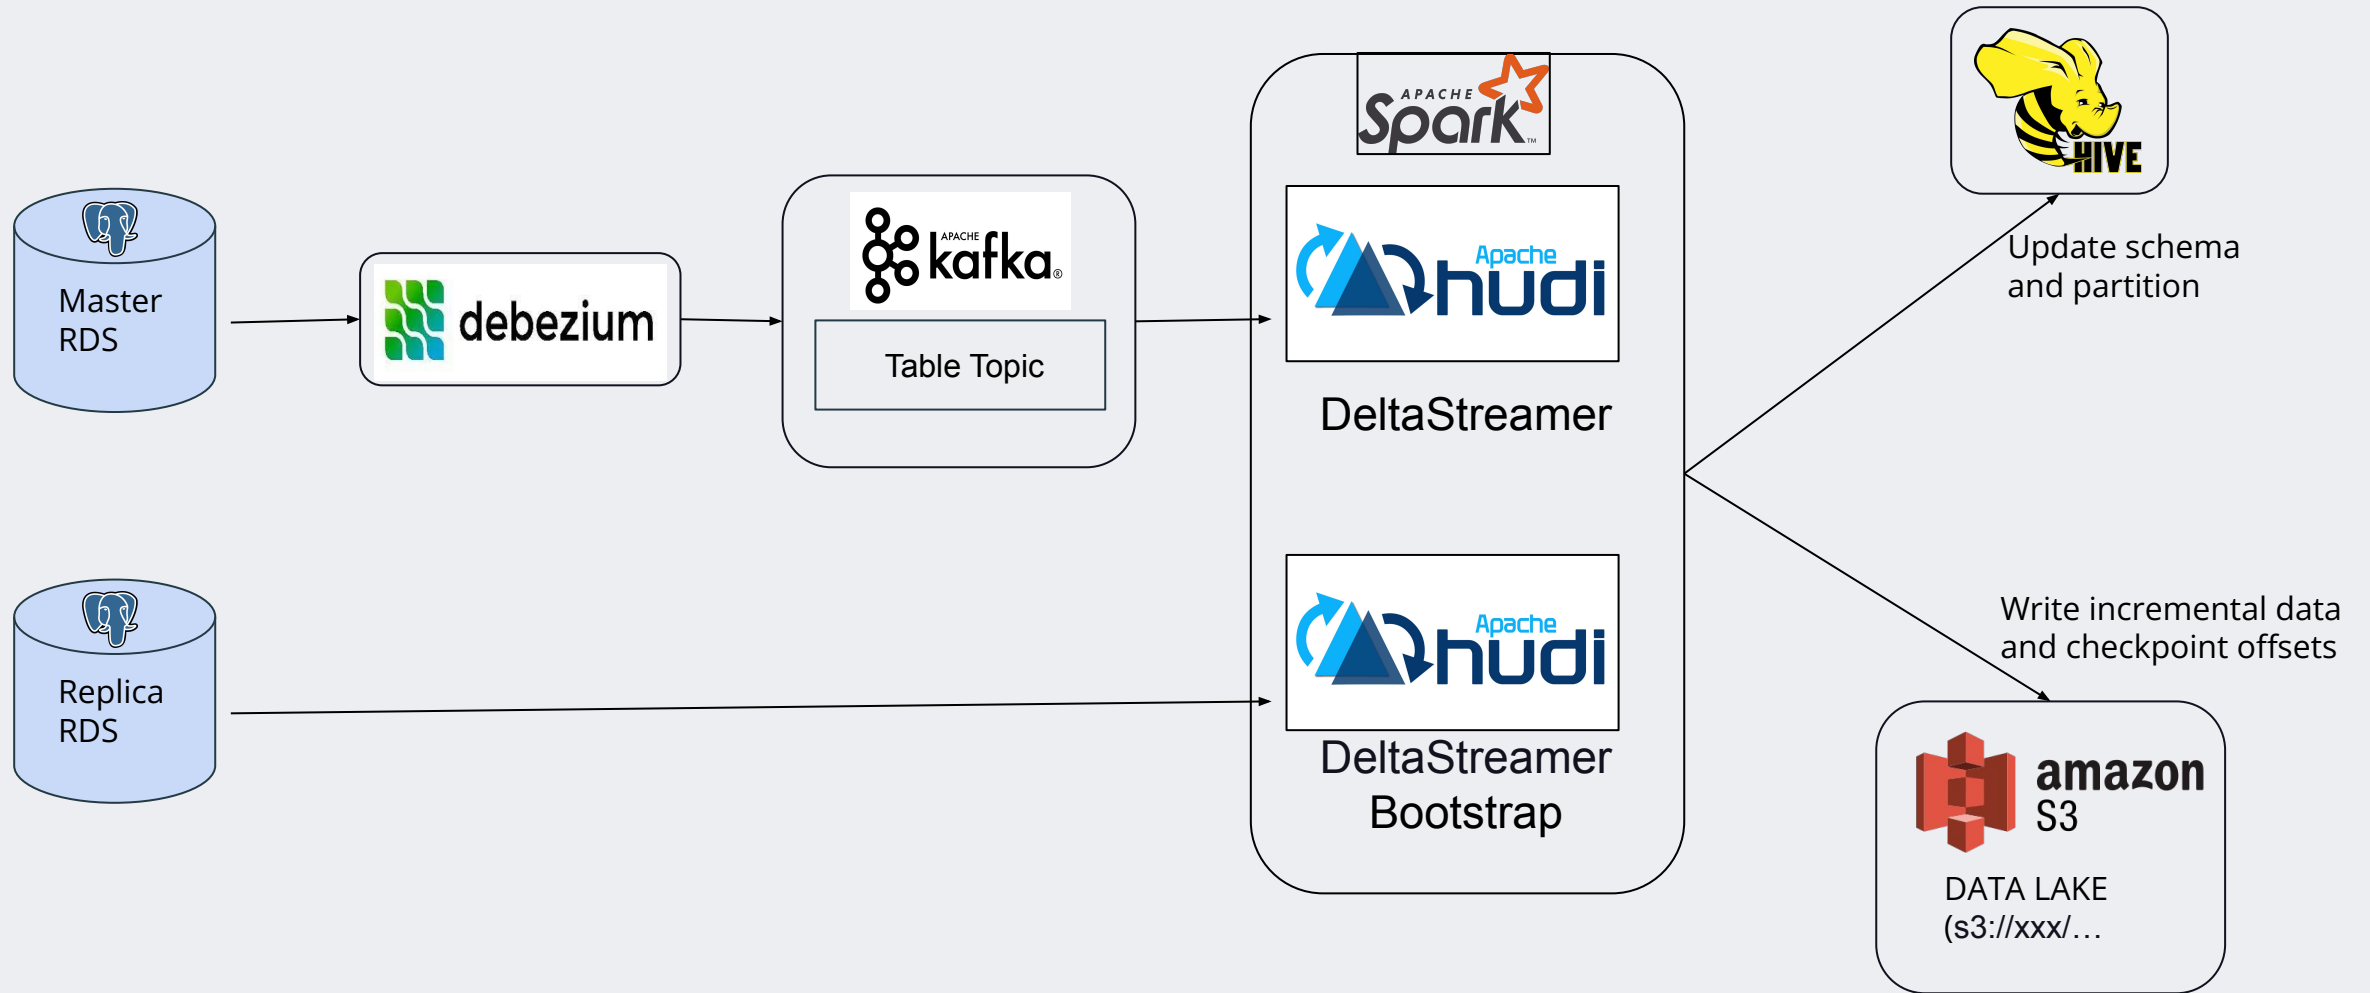 Master
RDS
debezium
APACHE
kafka®
Table Topic
APACHE
Spark™
Apache
hudi
DeltaStreamer
HIVE
Update schema
and partition
Replica
RDS
Apache
hudi
DeltaStreamer
Bootstrap
Write incremental data
and checkpoint offsets
amazon
S3
DATA LAKE
(s3://xxx/…